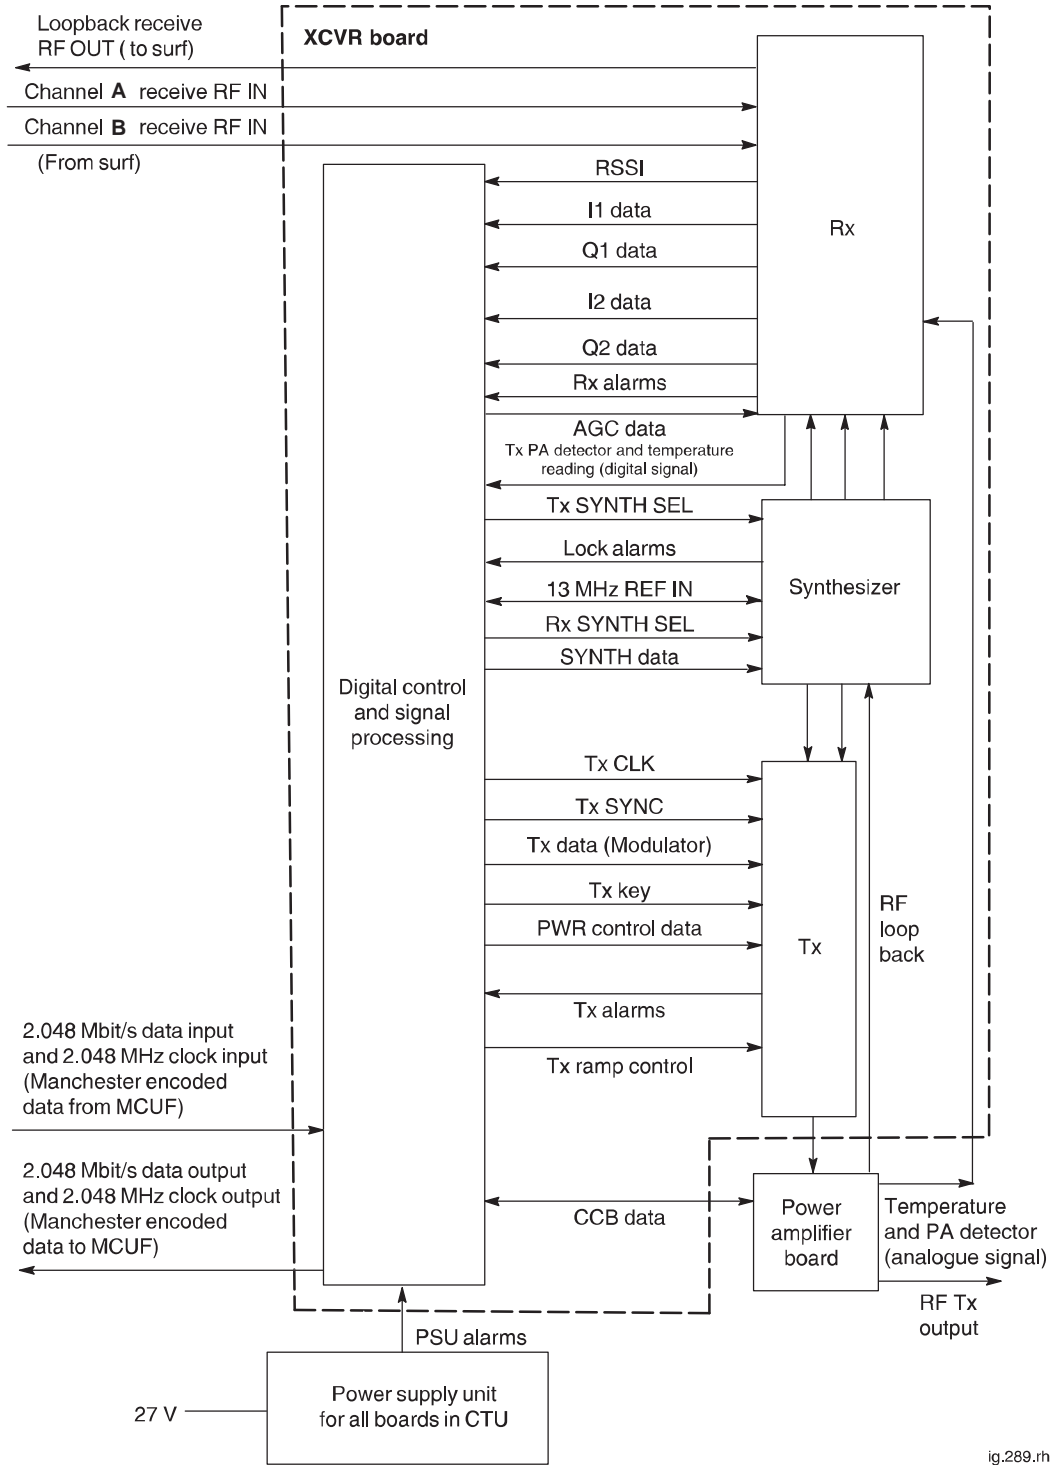 Loopback receive
RF OUT ( to surf)
XCVR board
Channel A receive RF IN
Channel B receive RF IN
(From surf)
RSSI
I1 data
Q1 data
I2 data
Q2 data
Rx alarms
AGC data
Tx PA detector and temperature
reading (digital signal)
Rx
Tx SYNTH SEL
Lock alarms
13 MHz REF IN
Rx SYNTH SEL
SYNTH data
Synthesizer
Digital control
and signal
processing
Tx CLK
Tx SYNC
Tx data (Modulator)
Tx key
PWR control data
Tx alarms
Tx ramp control
Tx
RF
loop
back
2.048 Mbit/s data input
and 2.048 MHz clock input
(Manchester encoded
data from MCUF)
2.048 Mbit/s data output
and 2.048 MHz clock output
(Manchester encoded
data to MCUF)
CCB data
Power
amplifier
board
Temperature
and PA detector
(analogue signal)
RF Tx
output
PSU alarms
27 V
Power supply unit
for all boards in CTU
ig.289.rh